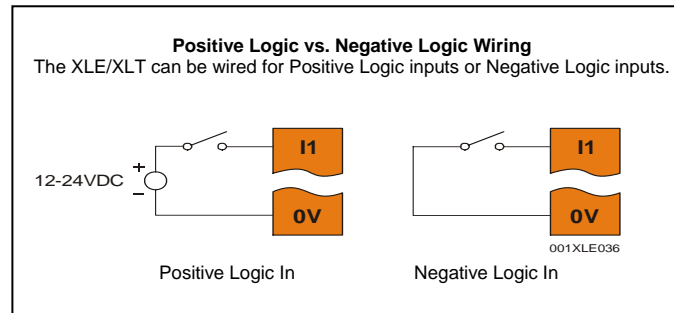 Positive Logic vs. Negative Logic Wiring
The XLE/XLT can be wired for Positive Logic inputs or Negative Logic inputs.
I1
I1
+
12-24VDC
–
0V
0V
001XLE036
Positive Logic In
Negative Logic In